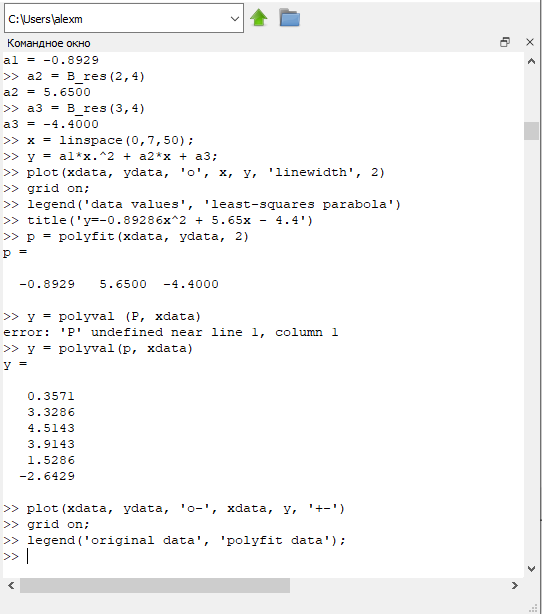 C:\Users\alexm
Командное окно
a1 = -0.8929
>> a2 = B_res(2,4)
a2 = 5.6500
>> a3 = B_res(3,4)
a3 = -4.4000
>> x = linspace(0,7,50);
>> y = a1*x.^2 + a2*x + a3;
>> plot(xdata, ydata, 'o', x, y, 'linewidth', 2)
>> grid on;
>> legend('data values', 'least-squares parabola')
>> title('y=-0.89286x^2 + 5.65x - 4.4')
>> p = polyfit(xdata, ydata, 2)
p =
-0.8929 5.6500 -4.4000
>> y = polyval (P, xdata)
error: 'P' undefined near line 1, column 1
>> y = polyval(p, xdata)
y =
0.3571
3.3286
4.5143
3.9143
1.5286
-2.6429
>> plot(xdata, ydata, 'o-', xdata, y, '+-')
>> grid on;
>> legend('original data', 'polyfit data');
>>